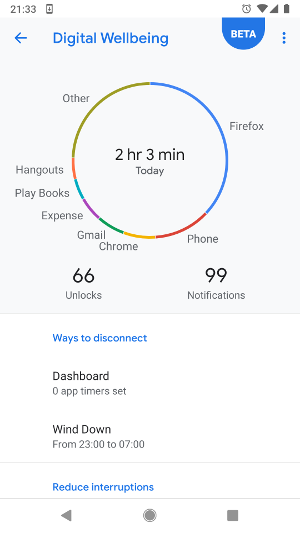 21:33
Digital Wellbeing
BETA
Other
Firefox
2 hr 3 min
Today
Hangouts
Play Books
Expense
Gmail
Chrome
Phone
66
Unlocks
99
Notifications
Ways to disconnect
Dashboard
0 app timers set
Wind Down
From 23:00 to 07:00
Reduce interruptions